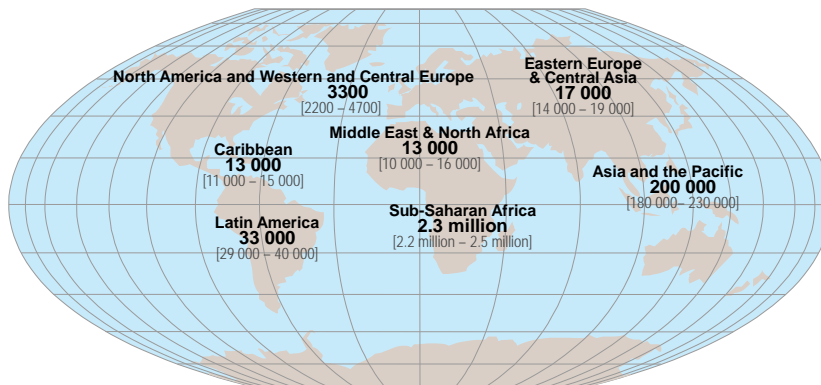 Eastern Europe
& Central Asia
17 000
[14 000 – 19 000]
North America and Western and Central Europe
3300
[2200 – 4700]
Middle East & North Africa
13 000
[10 000 – 16 000]
Caribbean
13 000
[11 000 – 15 000]
Asia and the Pacific
200 000
[180 000– 230 000]
Sub-Saharan Africa
2.3 million
[2.2 million – 2.5 million]
Latin America
33 000
[29 000 – 40 000]